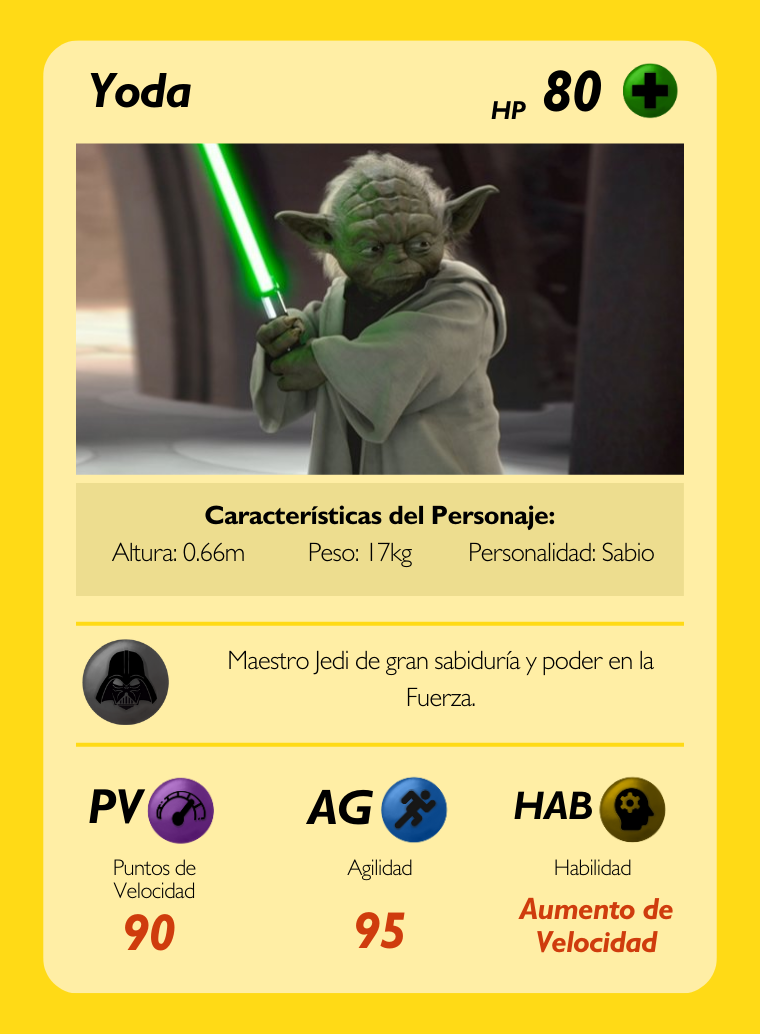 Yoda
HP 80
Características del Personaje:
Altura: 0.66m Peso: 17kg Personalidad: Sabio
Maestro Jedi de gran sabiduría y poder en la
Fuerza.
PV AG HAB
Puntos de
Velocidad
Agilidad
Habilidad
90
95
Aumento de
Velocidad